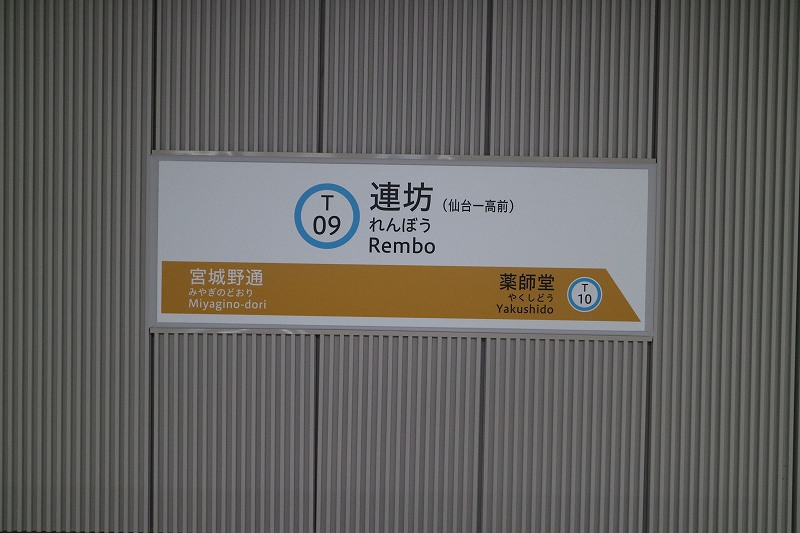 T
09
連坊（仙台一高前）
れんぼう
Rembo
宮城野通
みやぎのどおり
Miyagino-dori
薬師堂
やくしどう
Yakushido
T
10